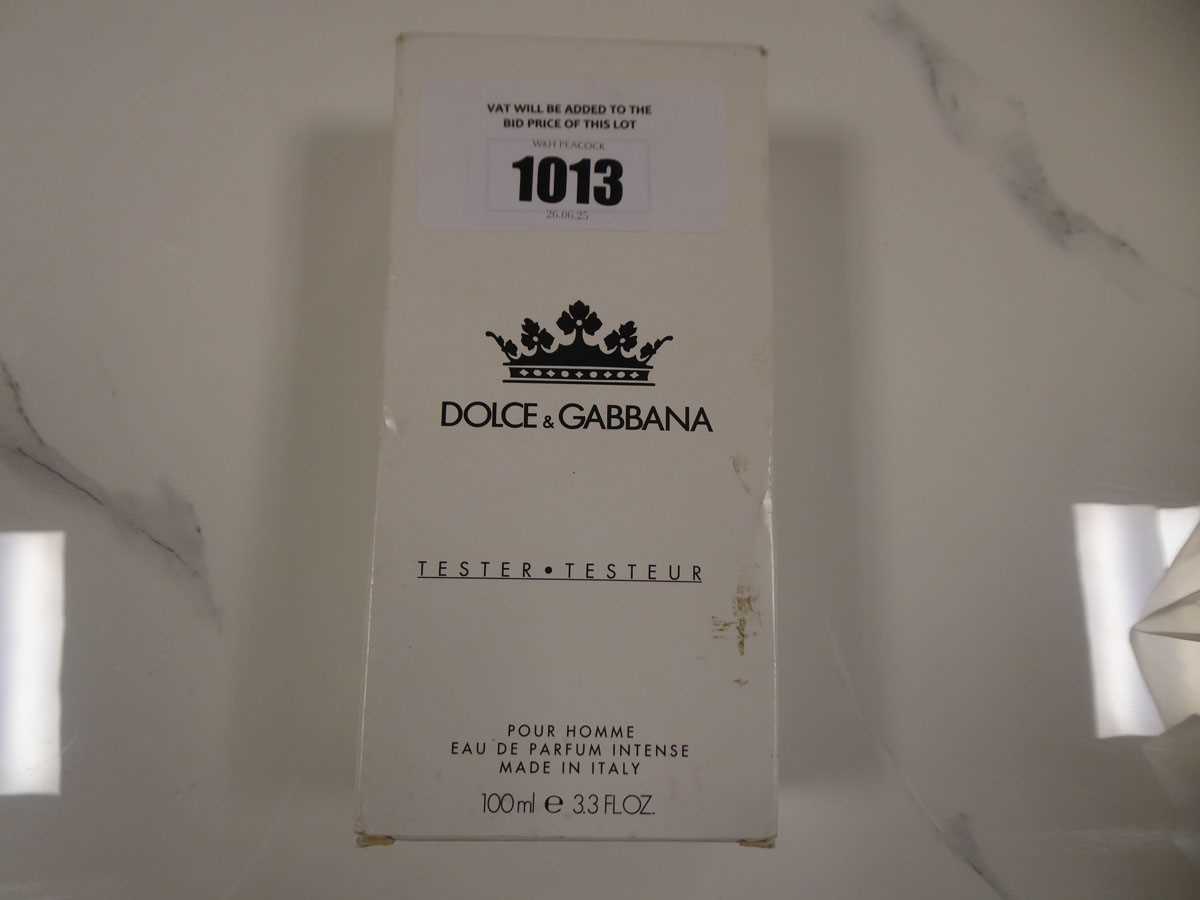 VAT WILL BE ADDED TO THE
BID PRICE OF THIS LOT
W&H PEACOCK
1013
26.06.25
DOLCE & GABBANA
TESTER • TESTEUR
POUR HOMME
EAU DE PARFUM INTENSE
MADE IN ITALY
100ml e 3.3 FL.OZ.